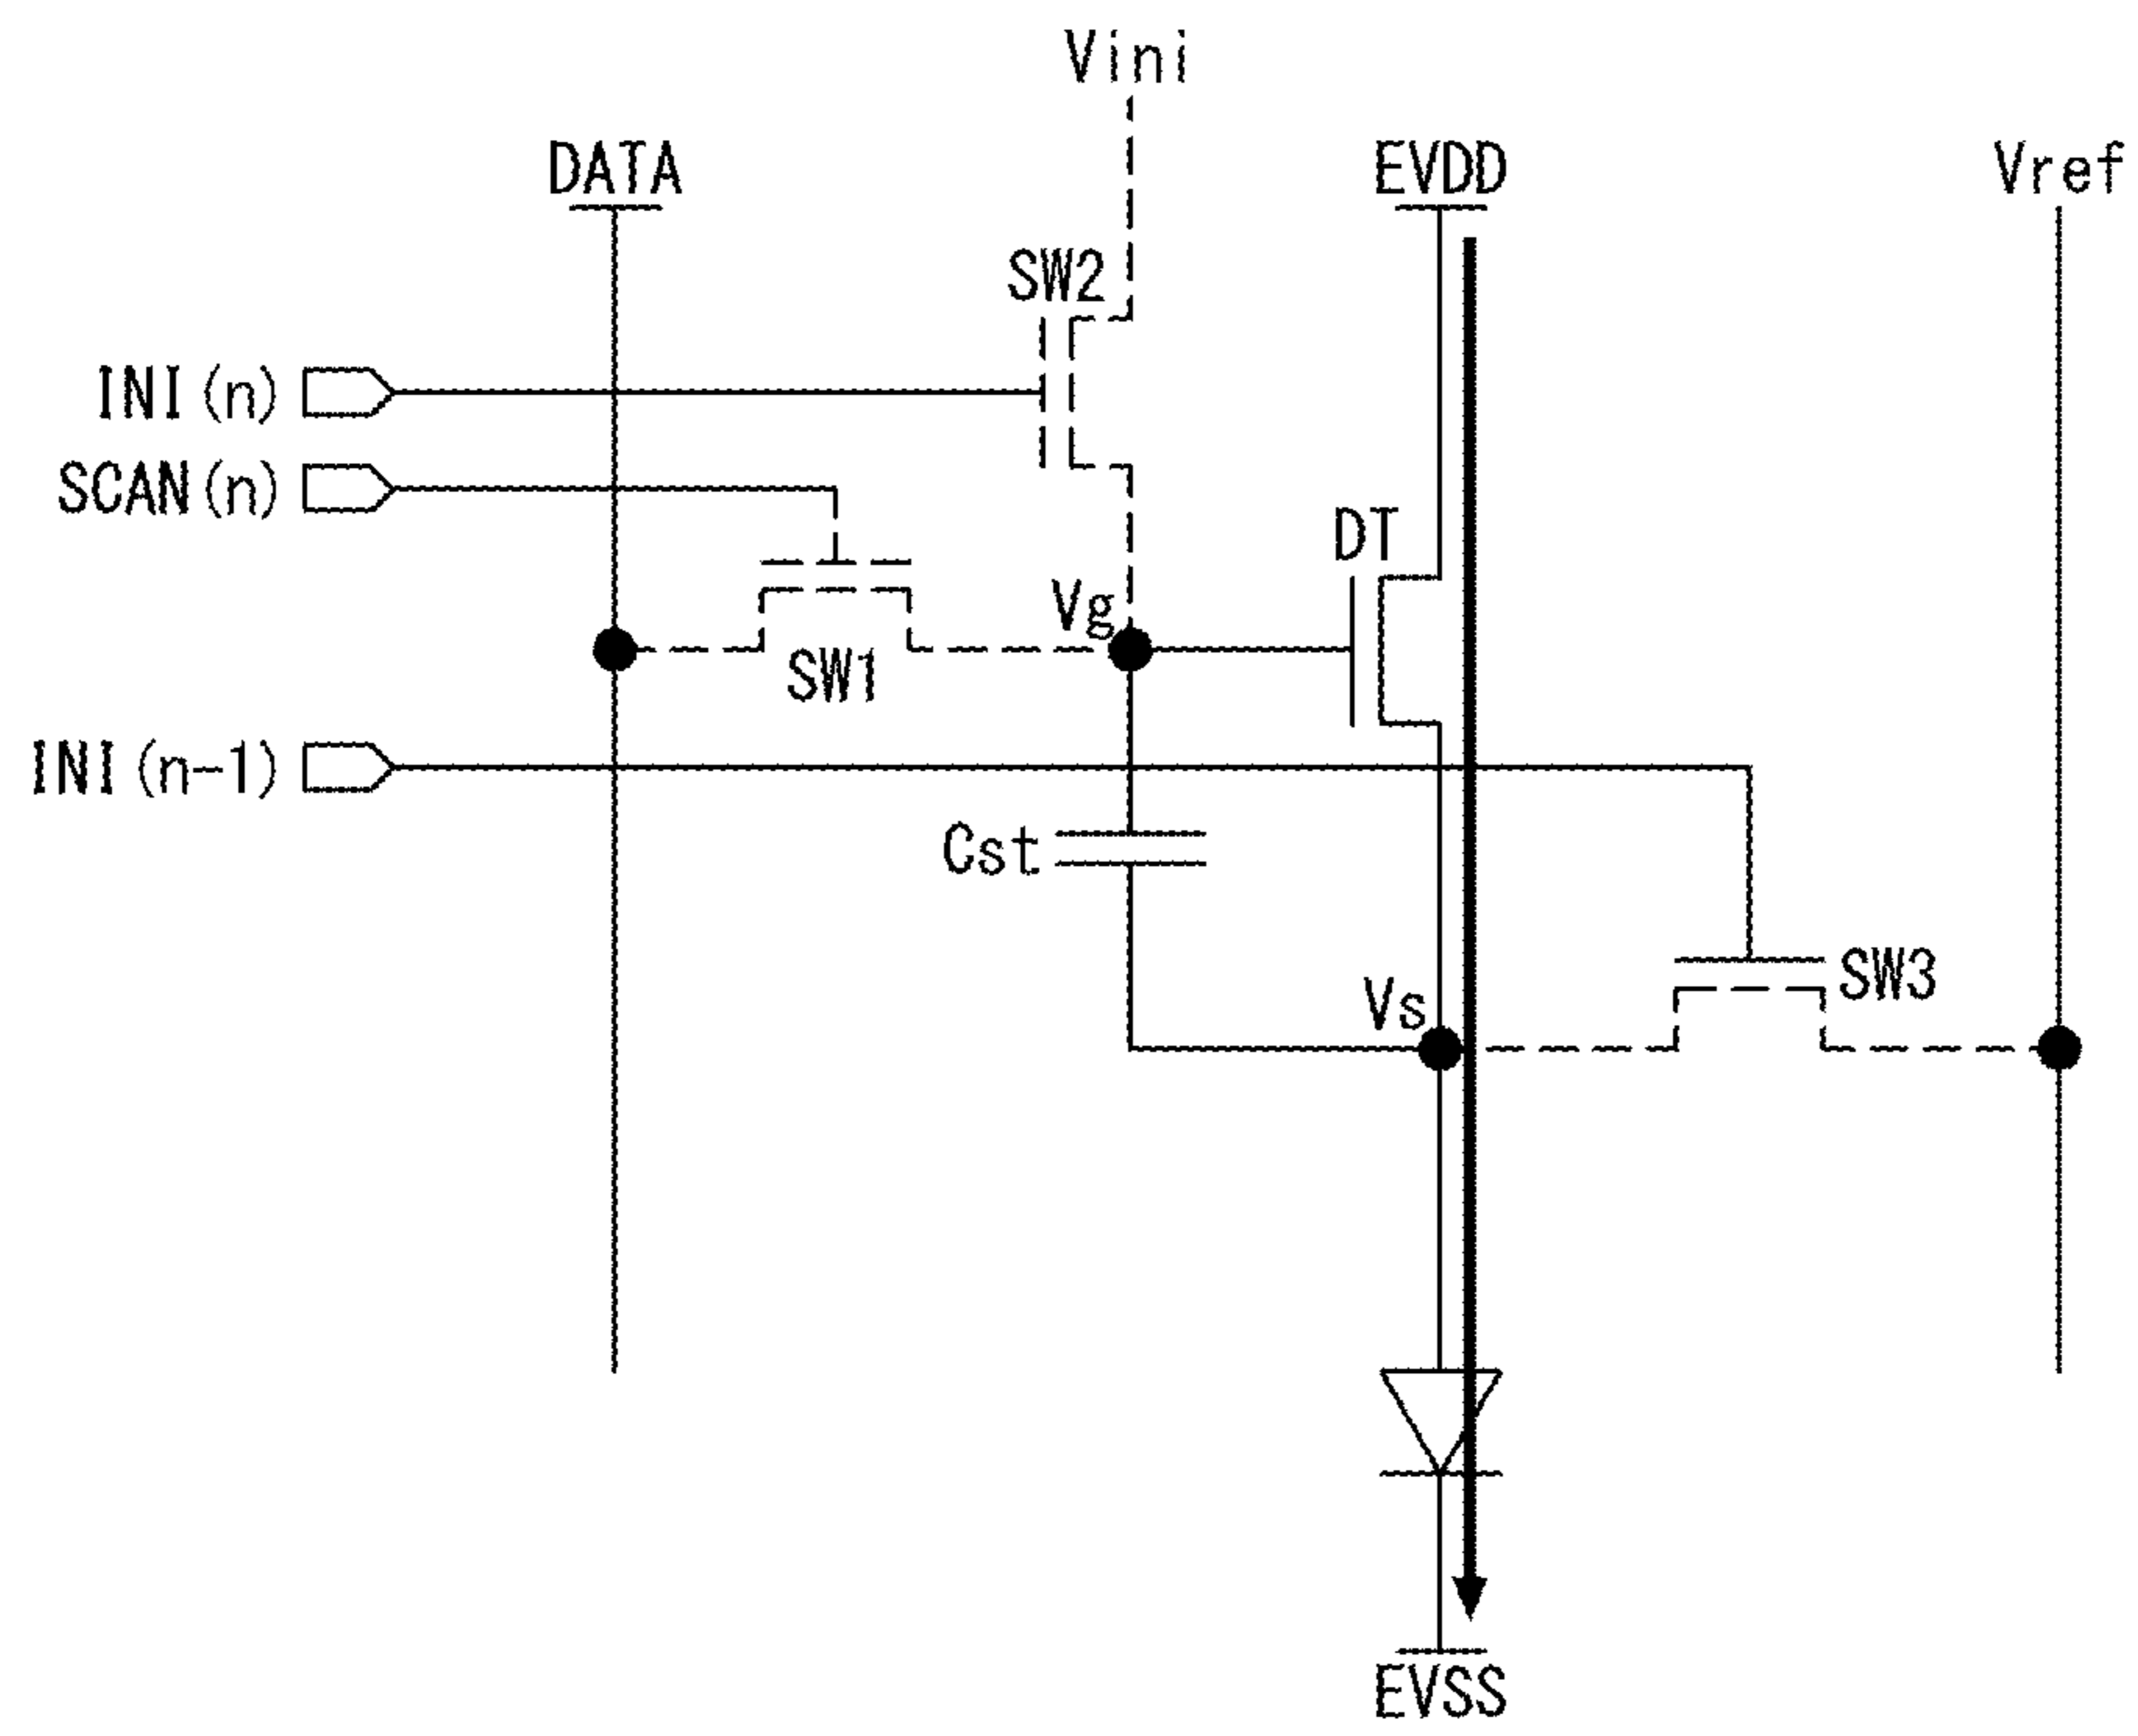 Vini
DATA
EVDD
Vref
SW2
INI(n)
SCAN(n)
DT
Vg
SW1
INI(n-1)
Cst
SW3
Vs
EVSS